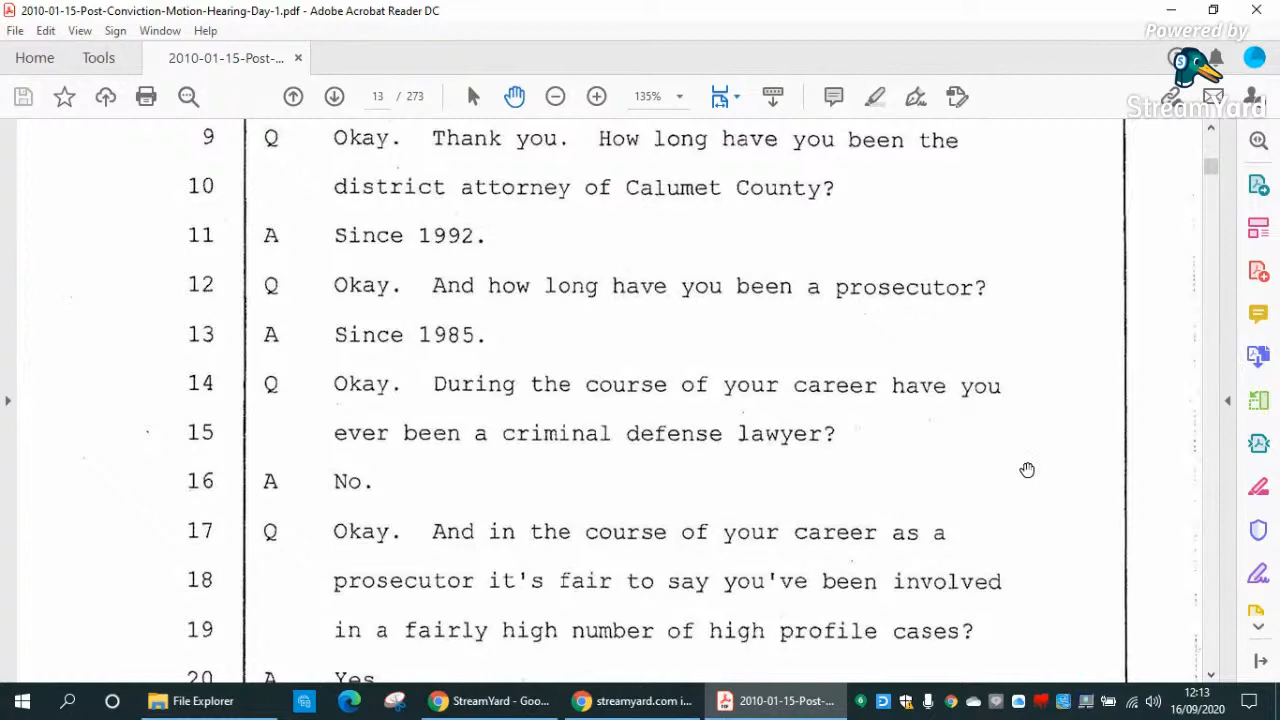 2010-01-15-Post-Conviction-Motion-Hearing-Day-1.pdf - Adobe Acrobat Reader DC
File Edit View Sign Window Help
Powered by
StreamYard
Home Tools 2010-01-15-Post-... ×
13 / 273 135%
9 Q Okay. Thank you. How long have you been the
10 district attorney of Calumet County?
11 A Since 1992.
12 Q Okay. And how long have you been a prosecutor?
13 A Since 1985.
14 Q Okay. During the course of your career have you
15 ever been a criminal defense lawyer?
16 A No.
17 Q Okay. And in the course of your career as a
18 prosecutor it's fair to say you've been involved
19 in a fairly high number of high profile cases?
20 A Yes
File Explorer StreamYard - Goo... streamyard.com i... 2010-01-15-Post-...
12:13
16/09/2020